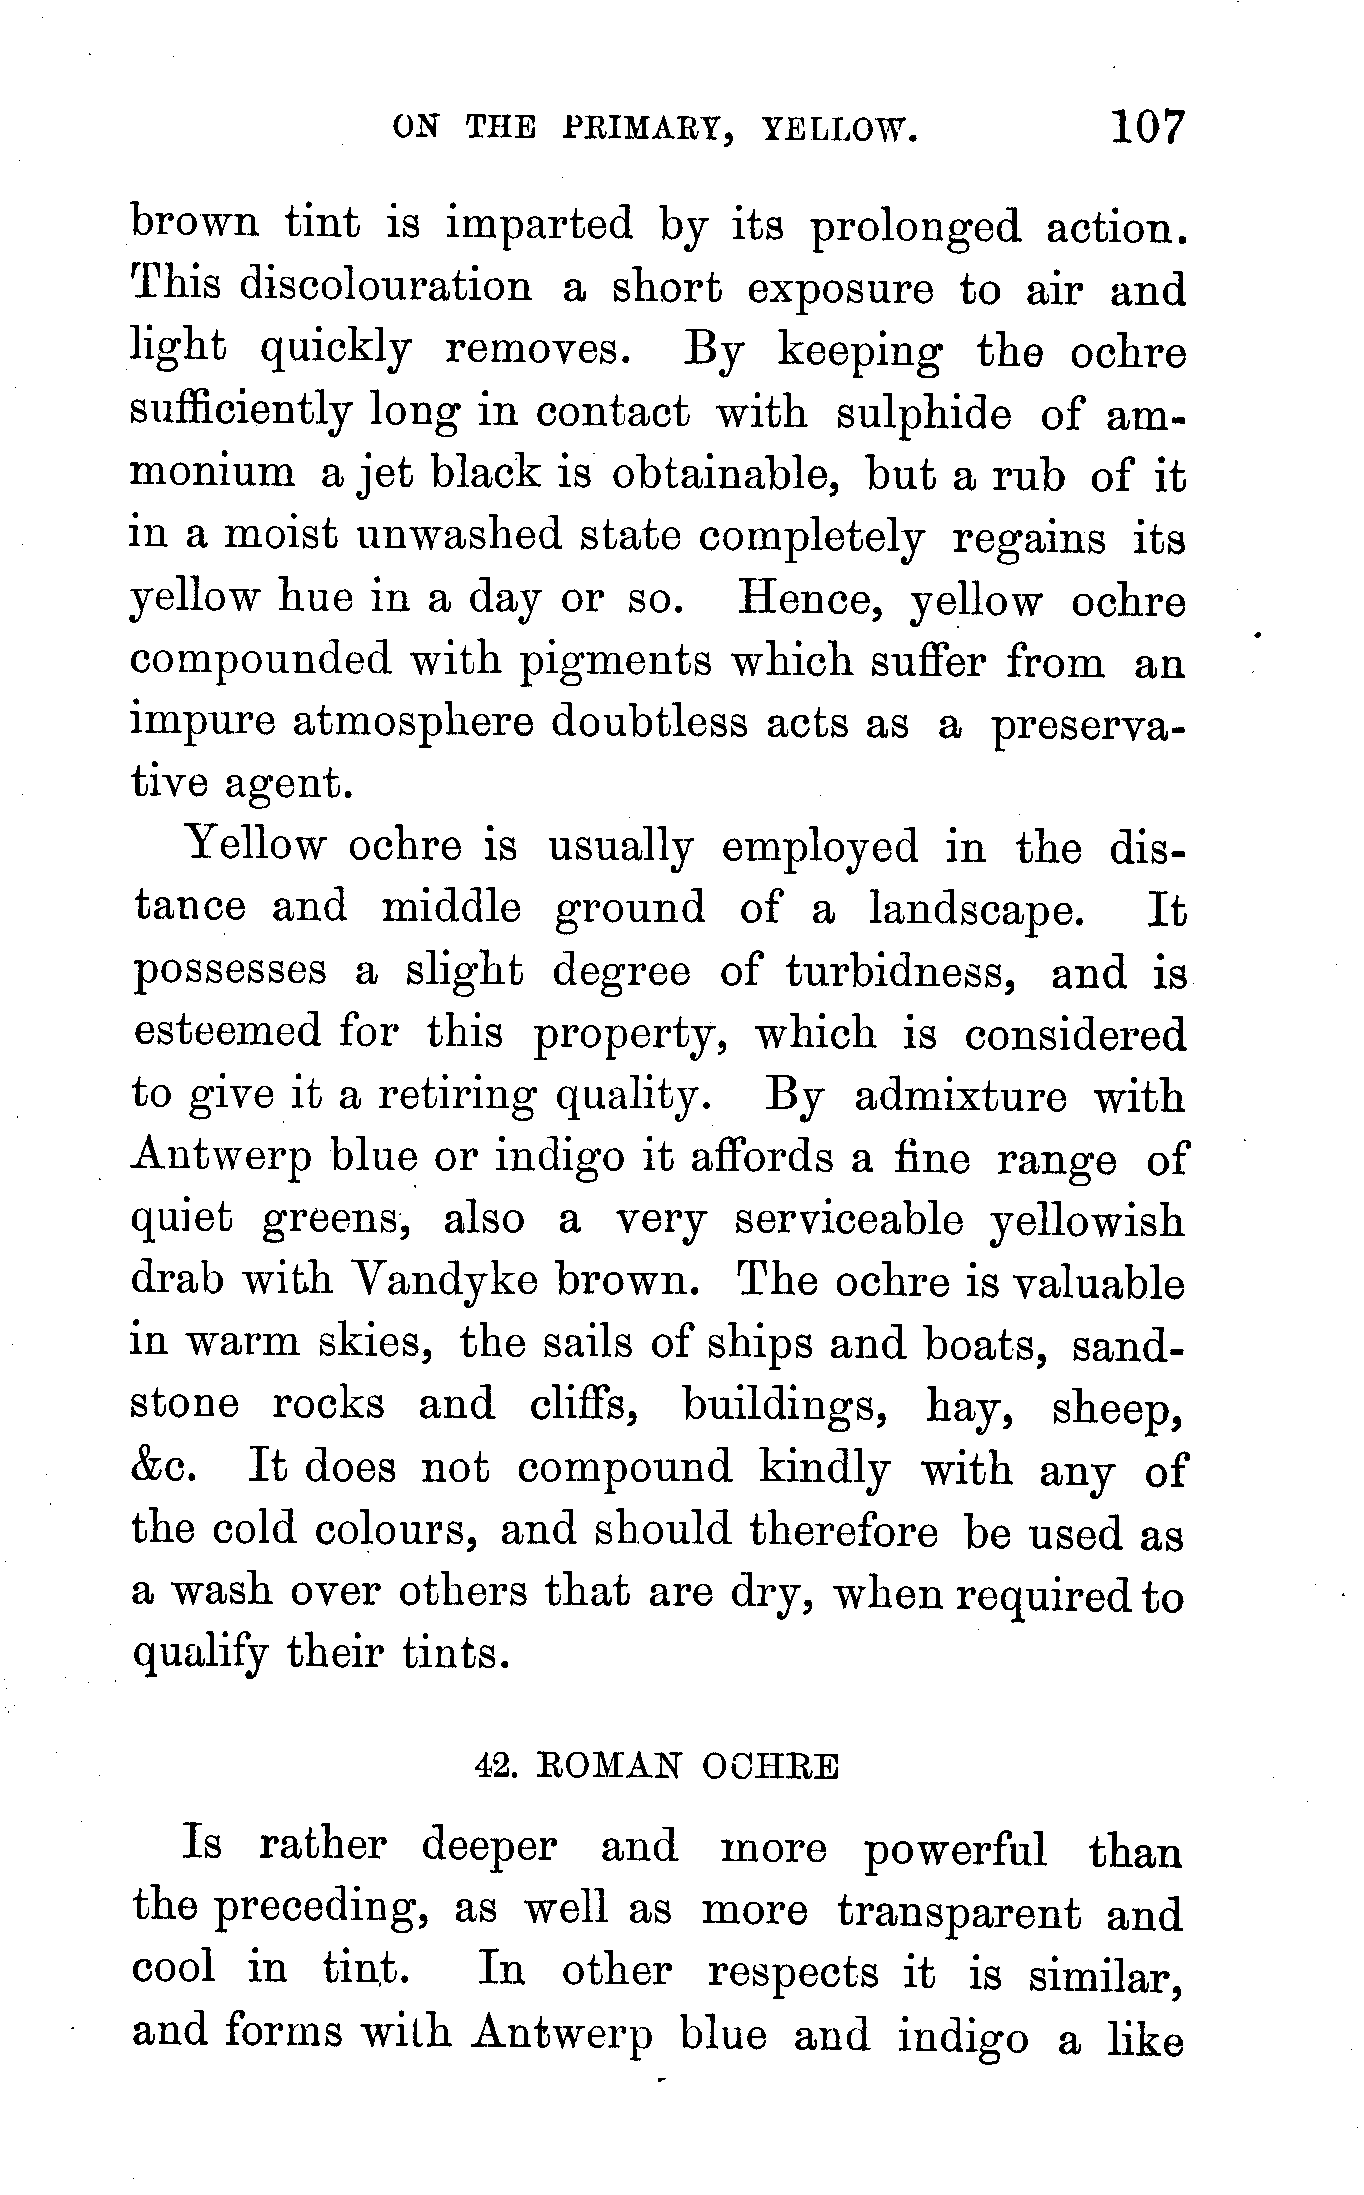 ON THE PRIMARY, YELLOW. 107
brown tint is imparted by its prolonged action.
This discolouration a short exposure to air and
light quickly removes. By keeping the ochre
sufficiently long in contact with sulphide of am-
monium a jet black is obtainable, but a rub of it
in a moist unwashed state completely regains its
yellow hue in a day or so. Hence, yellow ochre
compounded with pigments which suffer from an
impure atmosphere doubtless acts as a preserva-
tive agent.
Yellow ochre is usually employed in the dis-
tance and middle ground of a landscape. It
possesses a slight degree of turbidness, and is
esteemed for this property, which is considered
to give it a retiring quality. By admixture with
Antwerp blue or indigo it affords a fine range of
quiet greens, also a very serviceable yellowish
drab with Vandyke brown. The ochre is valuable
in warm skies, the sails of ships and boats, sand-
stone rocks and cliffs, buildings, hay, sheep,
&c. It does not compound kindly with any of
the cold colours, and should therefore be used as
a wash over others that are dry, when required to
qualify their tints.
42. ROMAN OCHRE
Is rather deeper and more powerful than
the preceding, as well as more transparent and
cool in tint. In other respects it is similar,
and forms with Antwerp blue and indigo a like